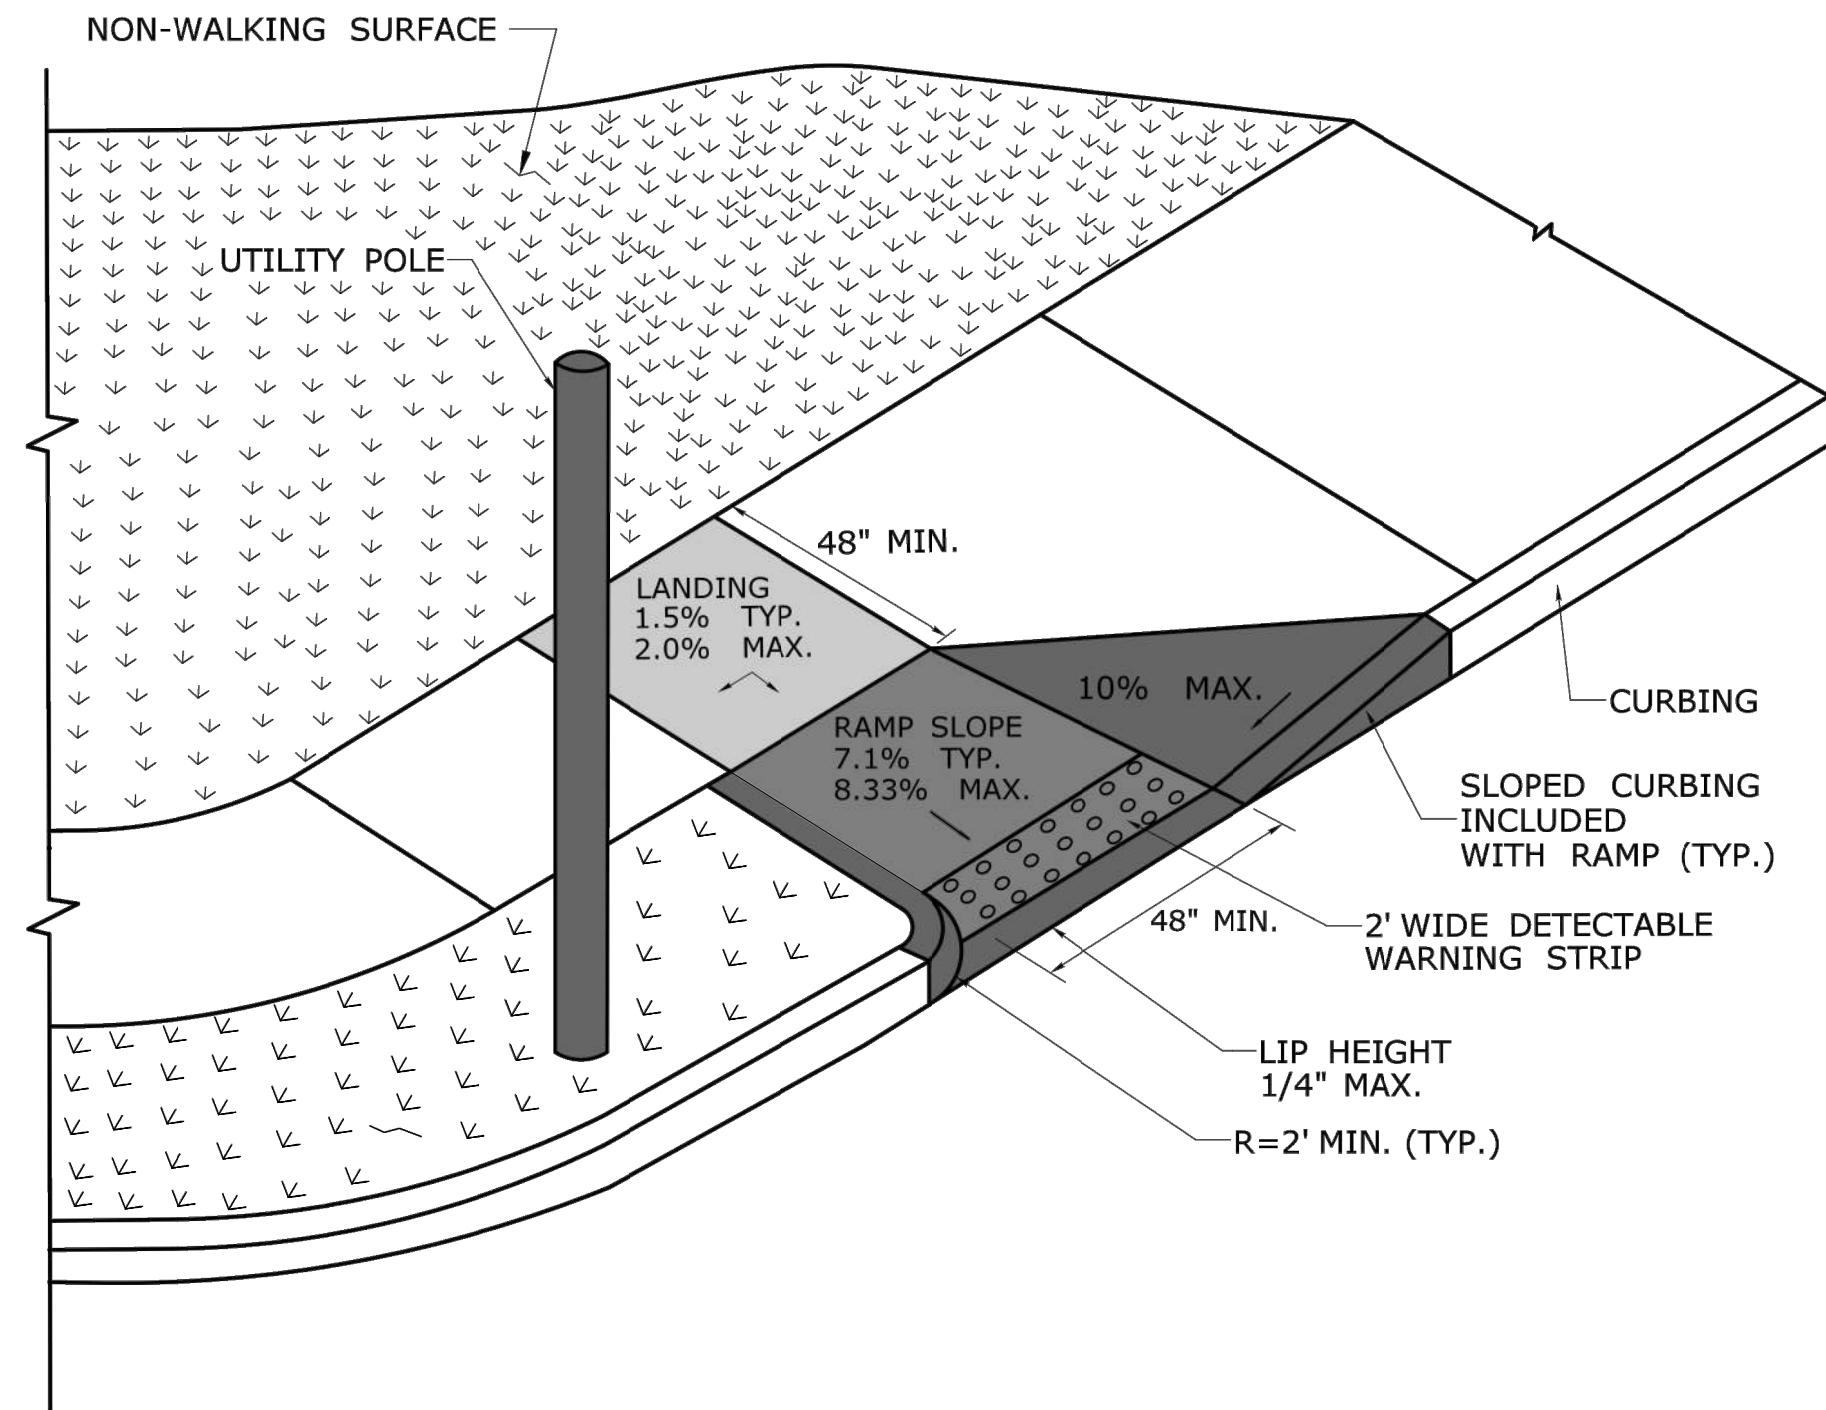 NON-WALKING SURFACE
UTILITY POLE
48" MIN.
LANDING
1.5% TYP.
2.0% MAX.
10% MAX.
CURBING
RAMP SLOPE
7.1% TYP.
8.33% MAX.
SLOPED CURBING
INCLUDED
WITH RAMP (TYP.)
48" MIN.
2' WIDE DETECTABLE
WARNING STRIP
LIP HEIGHT
1/4" MAX.
R=2' MIN. (TYP.)